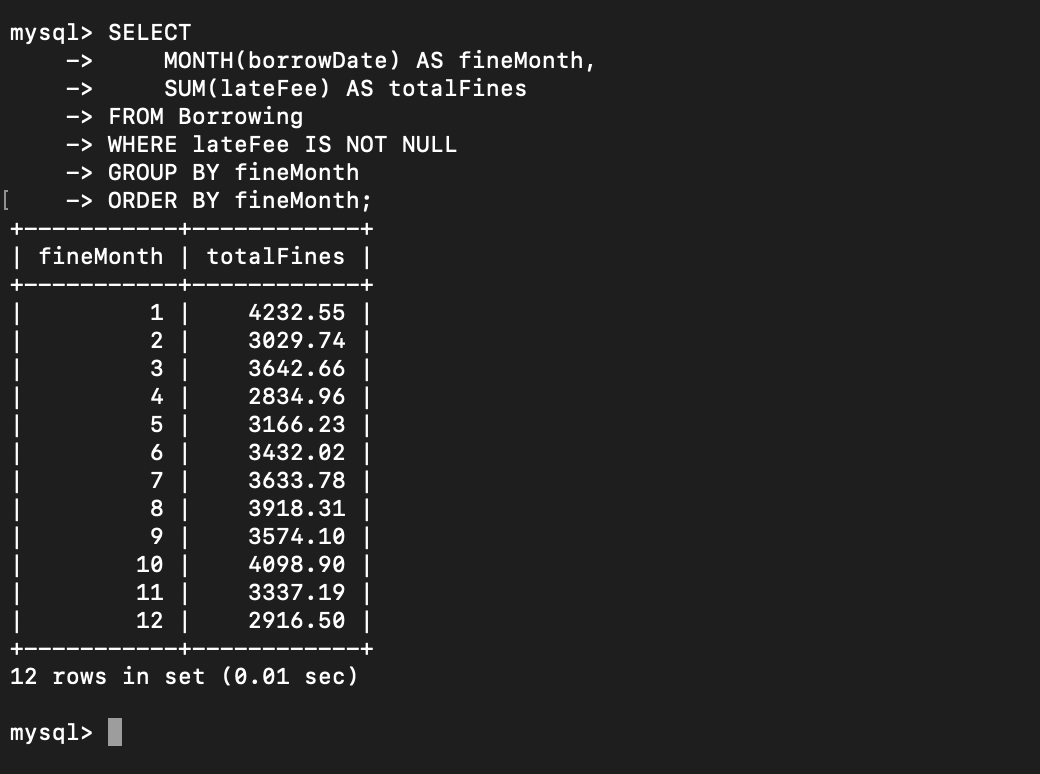 mysql> SELECT
    ->     MONTH(borrowDate) AS fineMonth,
    ->     SUM(lateFee) AS totalFines
    -> FROM Borrowing
    -> WHERE lateFee IS NOT NULL
    -> GROUP BY fineMonth
[    -> ORDER BY fineMonth;
+-----------+------------+
| fineMonth | totalFines |
+-----------+------------+
|         1 |    4232.55 |
|         2 |    3029.74 |
|         3 |    3642.66 |
|         4 |    2834.96 |
|         5 |    3166.23 |
|         6 |    3432.02 |
|         7 |    3633.78 |
|         8 |    3918.31 |
|         9 |    3574.10 |
|        10 |    4098.90 |
|        11 |    3337.19 |
|        12 |    2916.50 |
+-----------+------------+
12 rows in set (0.01 sec)

mysql>